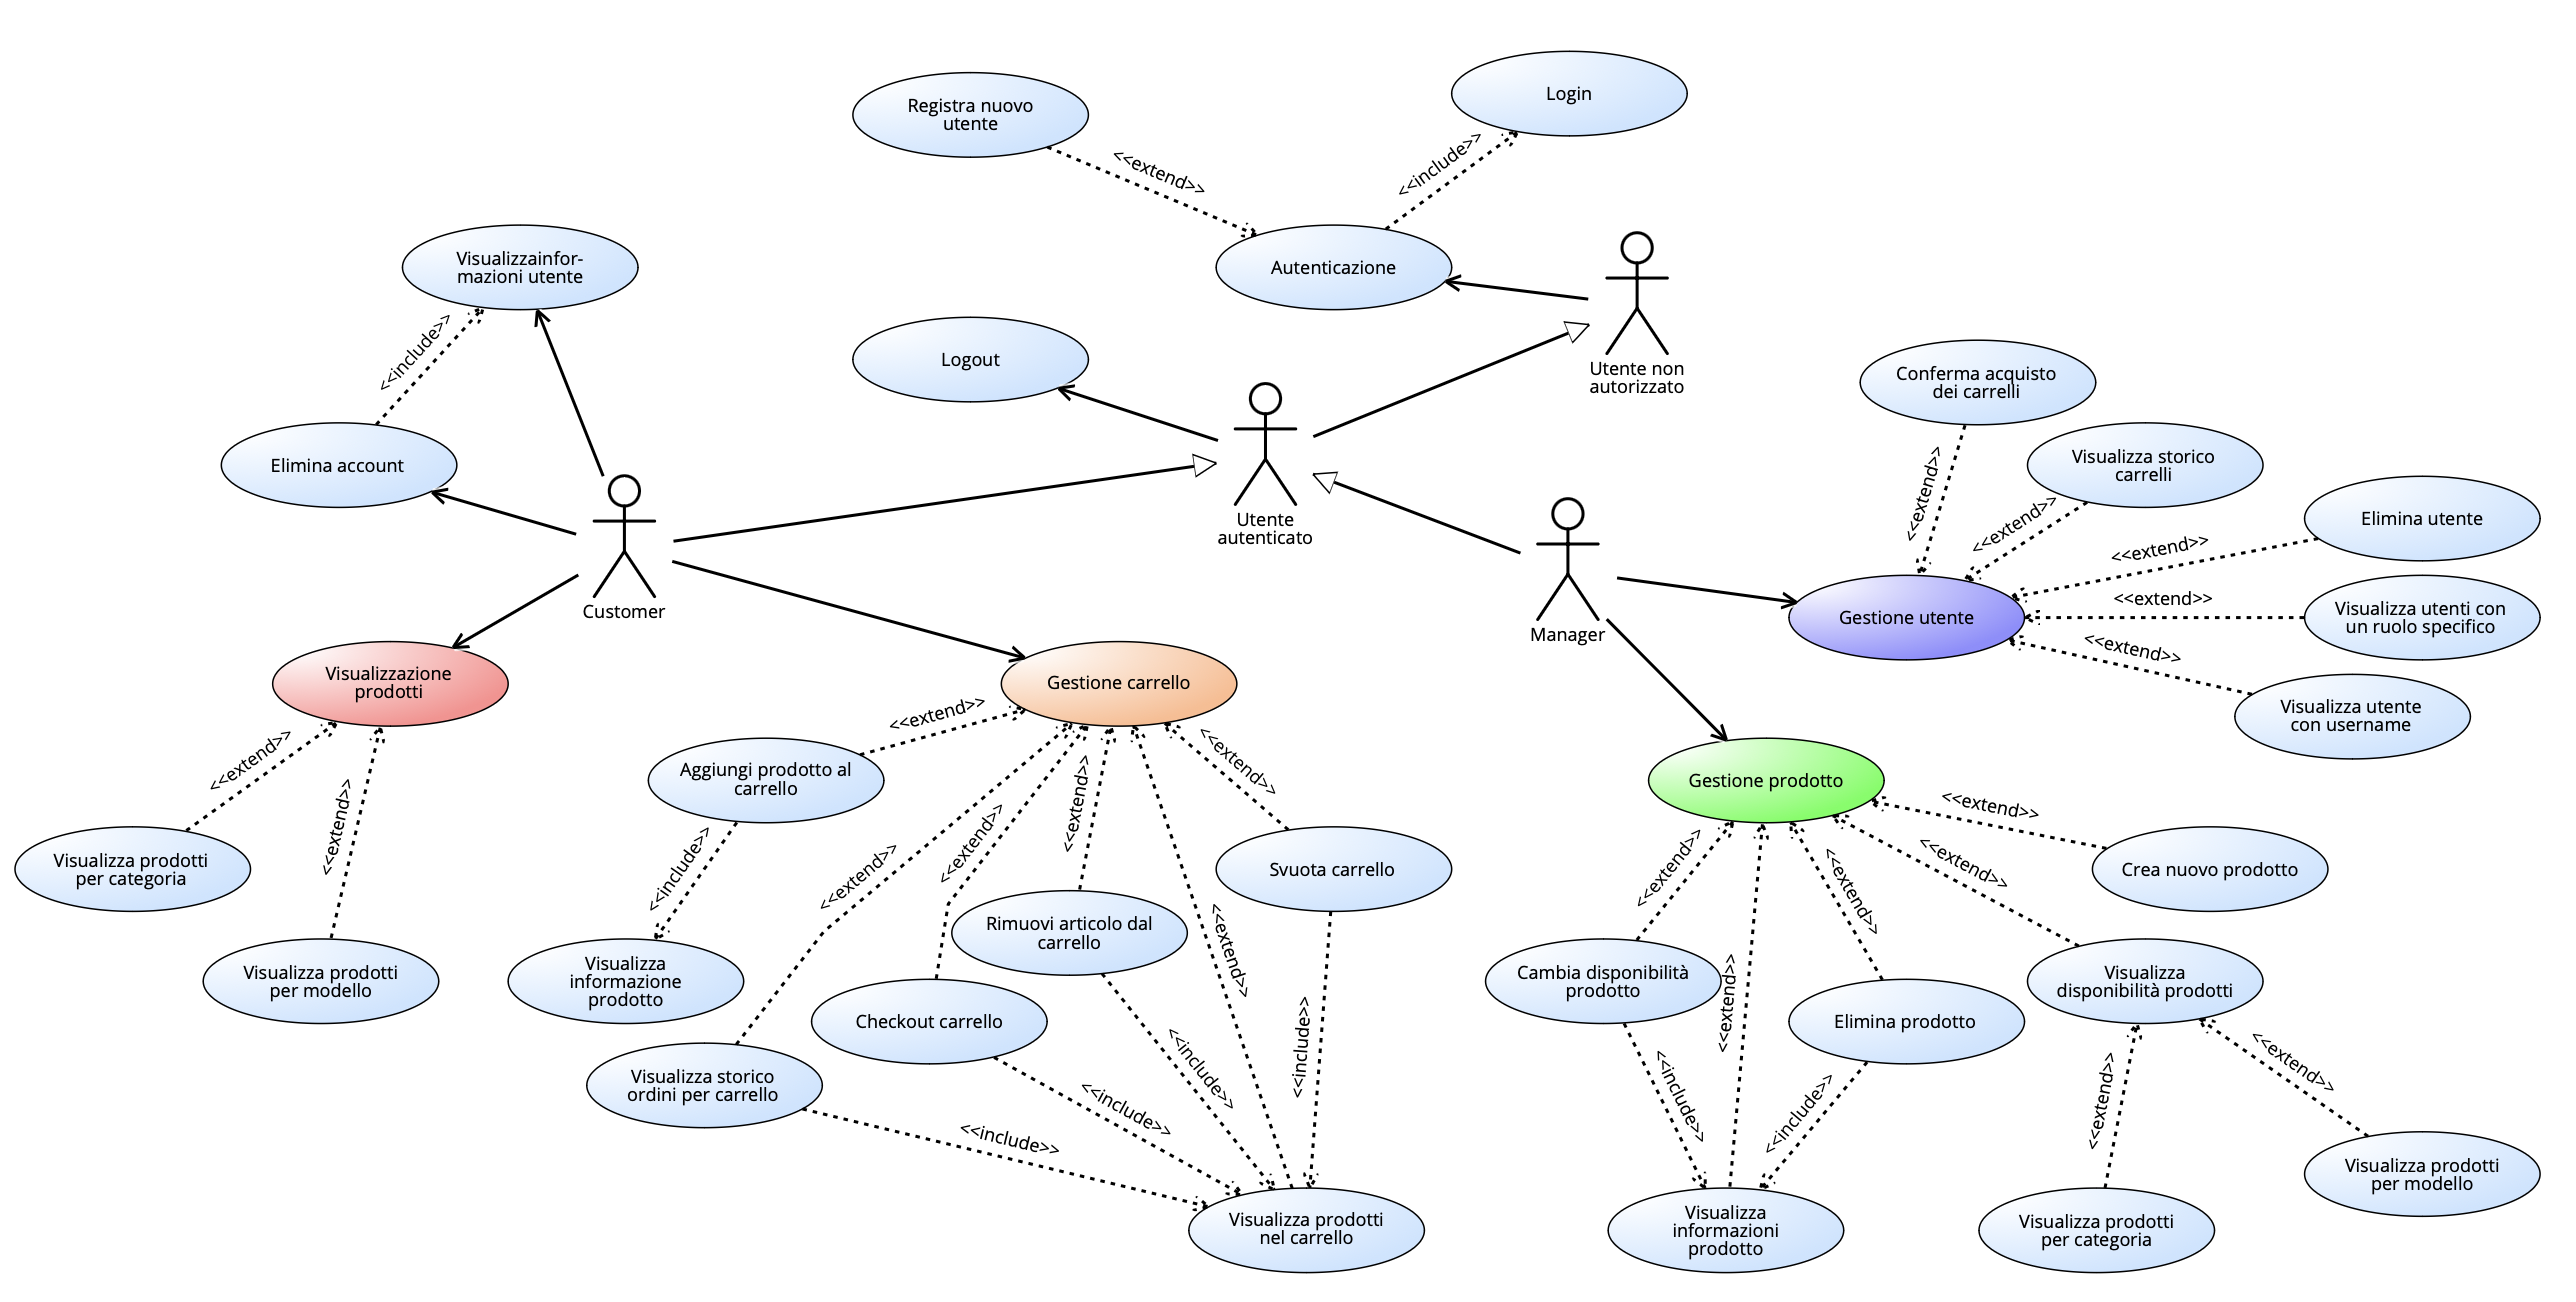 Login
Registra nuovo
utente
<<extend>>
<<include>>
Visualizzainfor-
mazioni utente
Autenticazione
<<include>>
Logout
Utente non
autorizzato
Conferma acquisto
dei carrelli
Elimina account
Visualizza storico
carrelli
<<extend>>
<<extend>>
Utente
autenticato
Elimina utente
<<extend>>
Customer
Manager
Gestione utente
<<extend>>
Visualizza utenti con
un ruolo specifico
<<extend>>
Visualizza utente
con username
Visualizzazione
prodotti
Gestione carrello
<<extend>>
<<extend>>
<<extend>>
<<extend>>
<<extend>>
Aggiungi prodotto al
carrello
Gestione prodotto
<<extend>>
<<extend>>
<<extend>>
Visualizza prodotti
per categoria
<<include>>
<<extend>>
Svuota carrello
<<extend>>
<<extend>>
<<extend>>
Crea nuovo prodotto
Rimuovi articolo dal
carrello
<<extend>>
Visualizza prodotti
per modello
Visualizza
informazione
prodotto
Cambia disponibilità
prodotto
<<extend>>
Visualizza
disponibilità prodotti
Checkout carrello
Elimina prodotto
<<include>>
<<include>>
<<extend>>
Visualizza storico
ordini per carrello
<<include>>
<<include>>
<<include>>
<<include>>
<<extend>>
Visualizza prodotti
per modello
Visualizza prodotti
nel carrello
Visualizza
informazioni
prodotto
Visualizza prodotti
per categoria